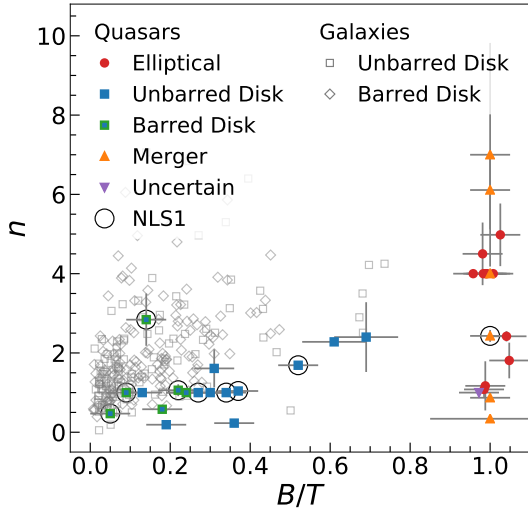 Quasars
Elliptical
Unbarred Disk
Barred Disk
Merger
Uncertain
NLS1
Galaxies
Unbarred Disk
Barred Disk
n
10
8
6
4
2
0
0.0 0.2 0.4 0.6 0.8 1.0
B/T